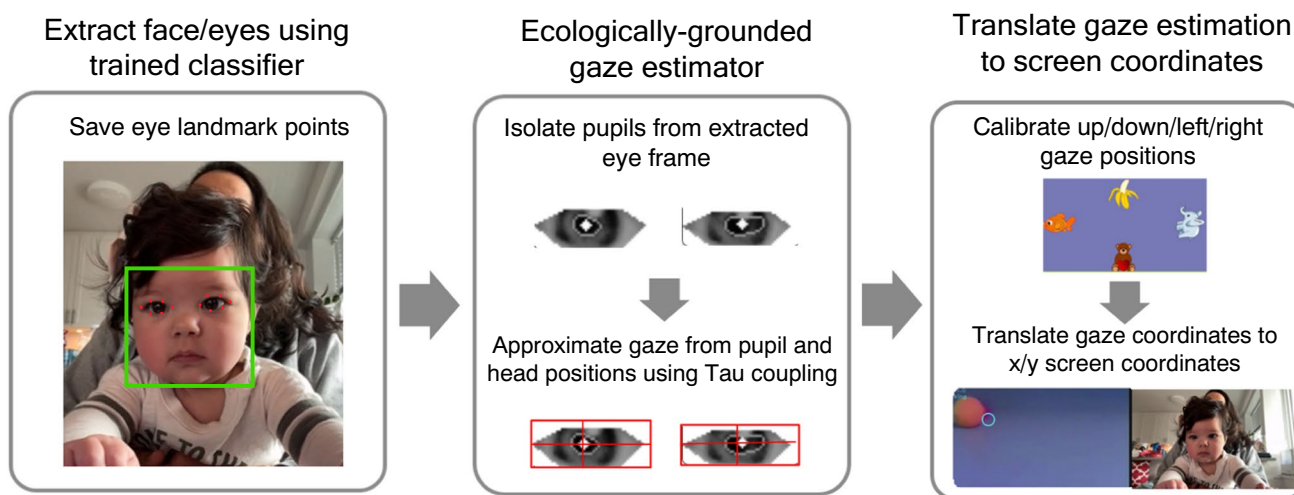 Extract face/eyes using
trained classifier
Save eye landmark points
Ecologically-grounded
gaze estimator
Isolate pupils from extracted
eye frame
Approximate gaze from pupil and
head positions using Tau coupling
Translate gaze estimation
to screen coordinates
Calibrate up/down/left/right
gaze positions
Translate gaze coordinates to
x/y screen coordinates